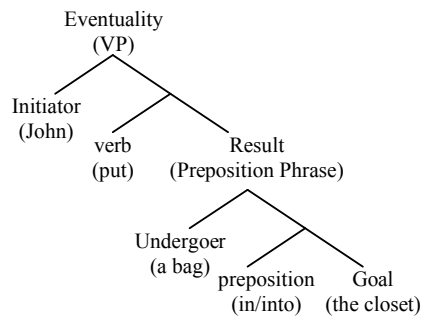 Eventuality
(VP)
Initiator
(John)
verb
(put)
Result
(Preposition Phrase)
Undergoer
(a bag)
preposition
(in/into)
Goal
(the closet)